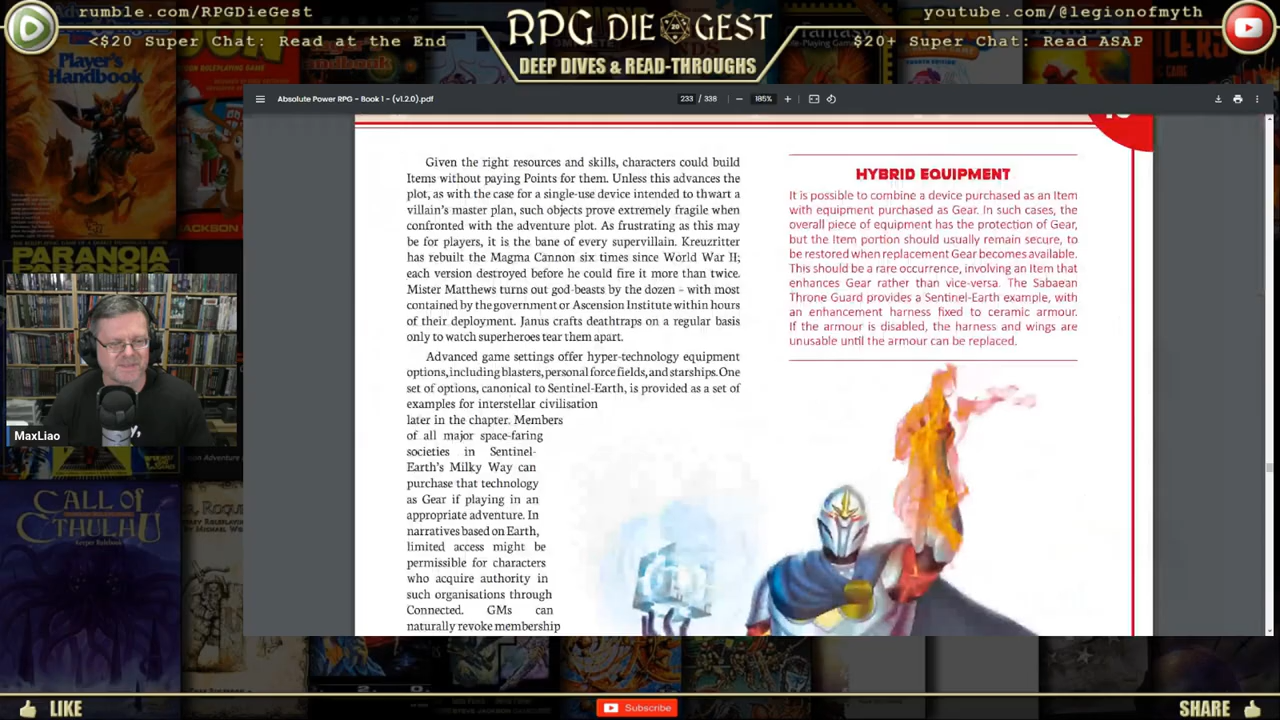 rumble.com/RPGDieGest
<$20 Super Chat: Read at the End
RPG DIE GEST
DEEP DIVES & READ-THROUGHS
youtube.com/@legionofmyth
$20+ Super Chat: Read ASAP
Player's
Handbook
PARANOIA
CALL OF
CTHULHU
Absolute Power RPG - Book 1 - (v1.2.0).pdf
233 / 338
185%
Given the right resources and skills, characters could build
Items without paying Points for them. Unless this advances the
plot, as with the case for a single-use device intended to thwart a
villain's master plan, such objects prove extremely fragile when
confronted with the adventure plot. As frustrating as this may
be for players, it is the bane of every supervillain. Kreuzritter
has rebuilt the Magma Cannon six times since World War II;
each version destroyed before he could fire it more than twice.
Mister Matthews turns out god-beasts by the dozen – with most
contained by the government or Ascension Institute within hours
of their deployment. Janus crafts deathtraps on a regular basis
only to watch superheroes tear them apart.
Advanced game settings offer hyper-technology equipment
options, including blasters, personal force fields, and starships. One
set of options, canonical to Sentinel-Earth, is provided as a set of
examples for interstellar civilisation
later in the chapter. Members
of all major space-faring
societies in Sentinel-
Earth's Milky Way can
purchase that technology
as Gear if playing in an
appropriate adventure. In
narratives based on Earth,
limited access might be
permissible for characters
who acquire authority in
such organisations through
Connected. GMs can
naturally revoke membership
HYBRID EQUIPMENT
It is possible to combine a device purchased as an Item
with equipment purchased as Gear. In such cases, the
overall piece of equipment has the protection of Gear,
but the Item portion should usually remain secure, to
be restored when replacement Gear becomes available.
This should be a rare occurrence, involving an Item that
enhances Gear rather than vice-versa. The Sabaean
Throne Guard provides a Sentinel-Earth example, with
an enhancement harness fixed to ceramic armour.
If the armour is disabled, the harness and wings are
unusable until the armour can be replaced.
MaxLiao
LIKE
Subscribe
SHARE